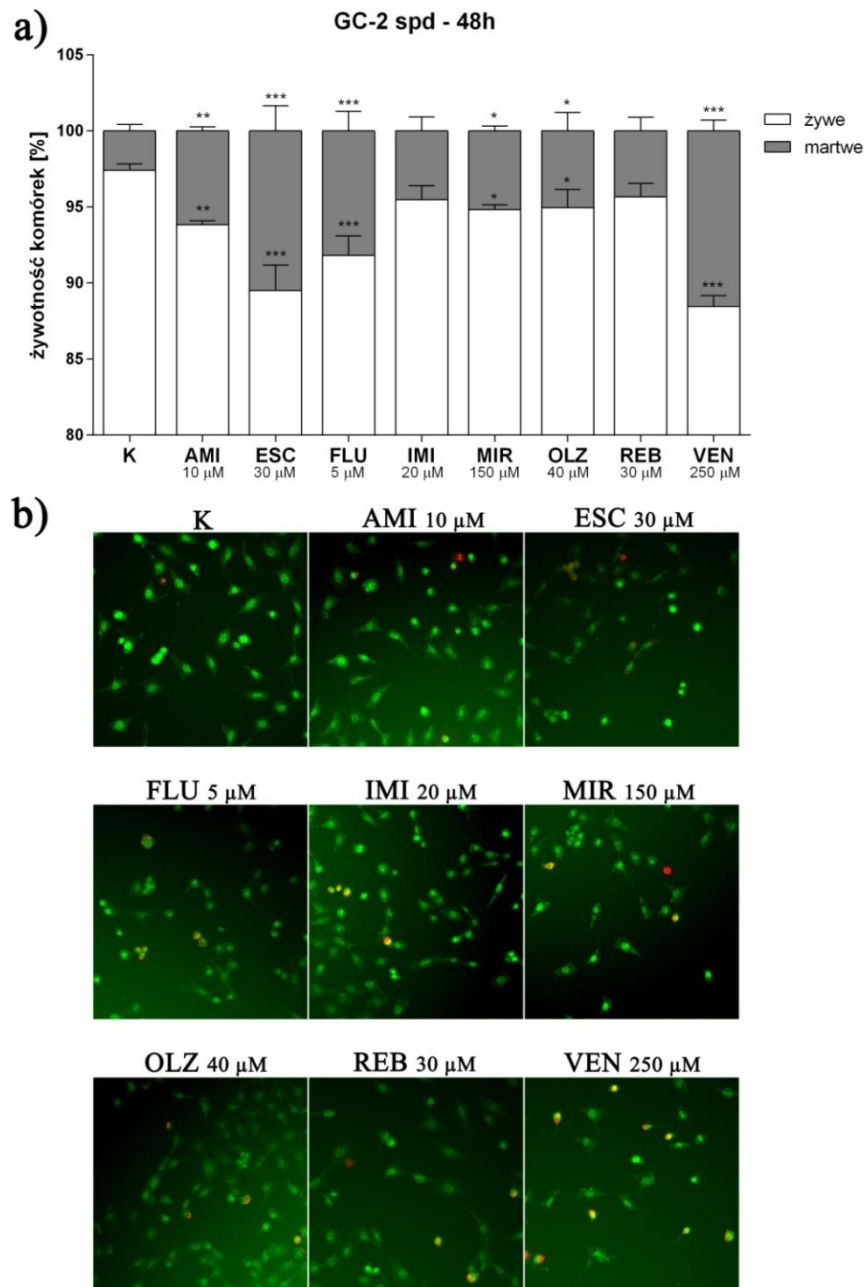 a)
GC-2 spd - 48h
żywotność komórek [%]
105
100
95
90
85
80
** *** *** * * ***
** *** *** * * ***
żywe
martwe
K AMI ESC FLU IMI MIR OLZ REB VEN
10 µM 30 µM 5 µM 20 µM 150 µM 40 µM 30 µM 250 µM
b)
K AMI 10 µM ESC 30 µM
FLU 5 µM IMI 20 µM MIR 150 µM
OLZ 40 µM REB 30 µM VEN 250 µM